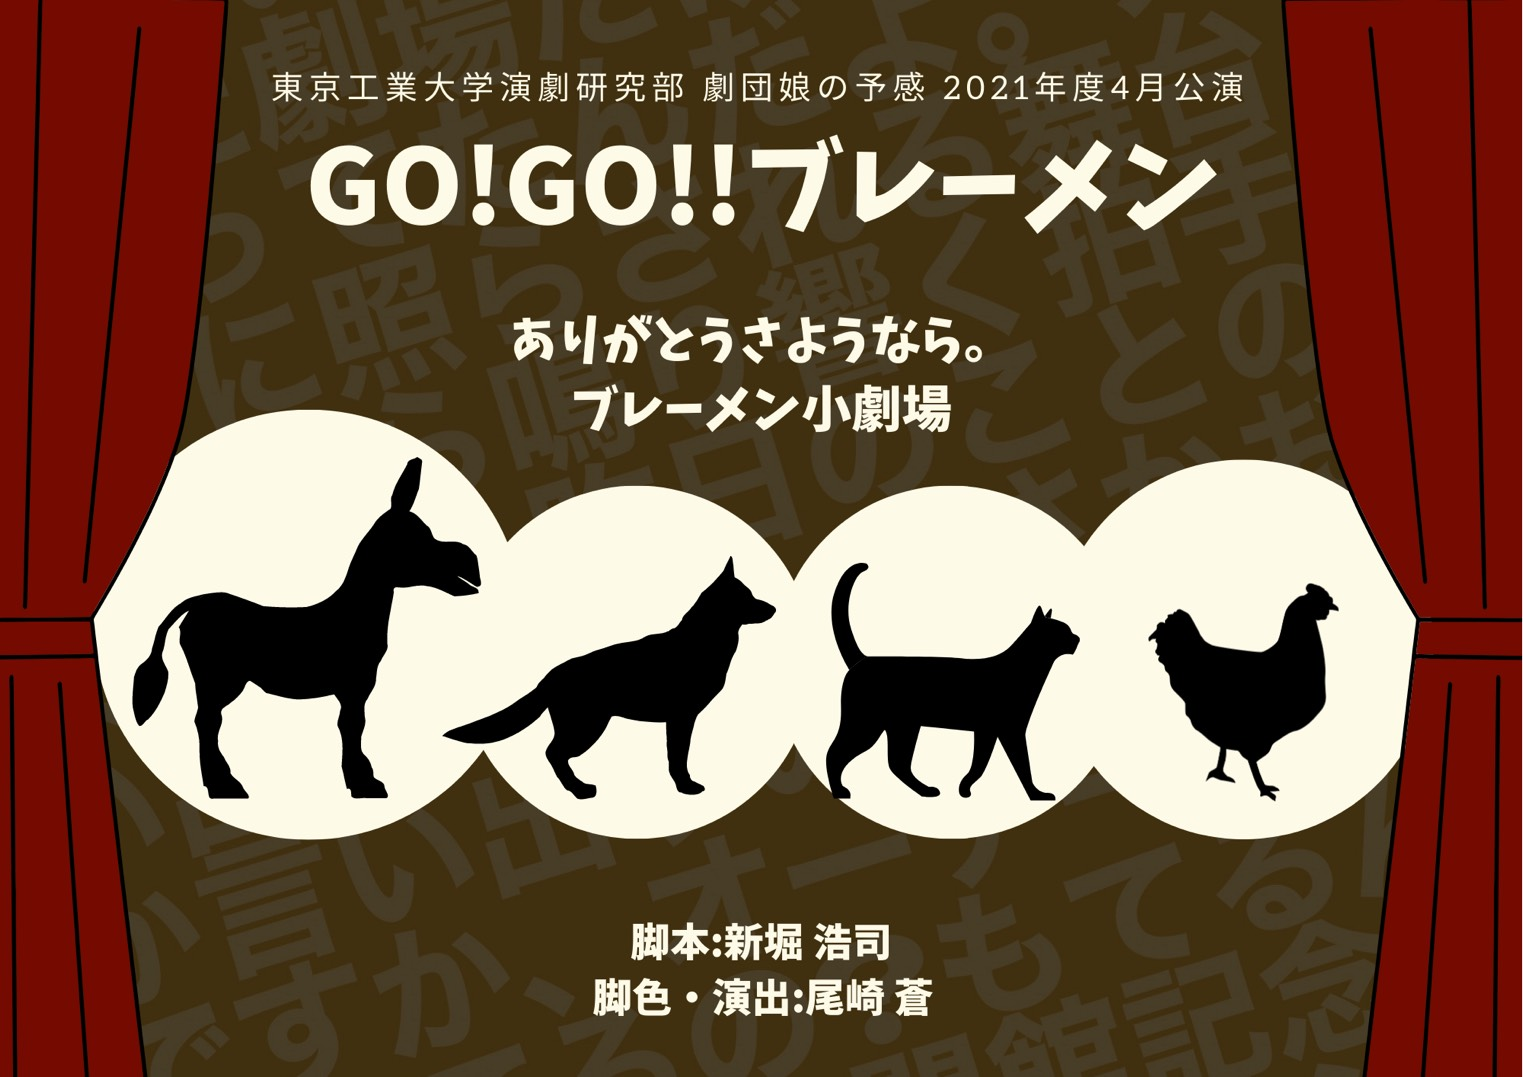 東京工業大学演劇研究部 劇団娘の予感 2021年度4月公演
GO!GO!!ブレーメン
ありがとうさようなら。
ブレーメン小劇場
脚本:新堀 浩司
脚色・演出:尾崎 蒼